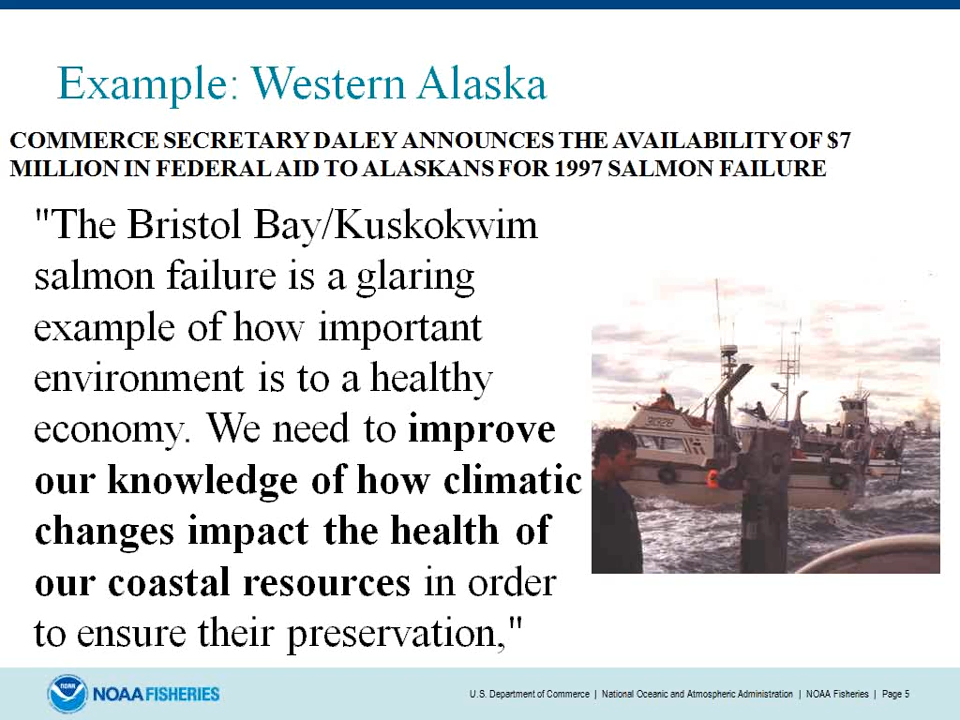 Example: Western Alaska
COMMERCE SECRETARY DALEY ANNOUNCES THE AVAILABILITY OF $7
MILLION IN FEDERAL AID TO ALASKANS FOR 1997 SALMON FAILURE
"The Bristol Bay/Kuskokwim
salmon failure is a glaring
example of how important
environment is to a healthy
economy. We need to improve
our knowledge of how climatic
changes impact the health of
our coastal resources in order
to ensure their preservation,"
NOAA
NOAA FISHERIES
U.S. Department of Commerce | National Oceanic and Atmospheric Administration | NOAA Fisheries | Page 5